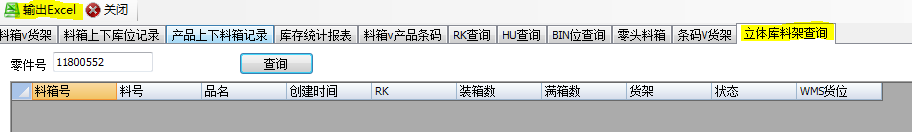 输出Excel 关闭
料箱v货架 料箱上下库位记录 产品上下料箱记录 库存统计报表 料箱v产品条码 RK查询 HU查询 BIN位查询 零头料箱 条码V货架 立体库料架查询
零件号 11800552 查询
料箱号 料号 品名 创建时间 RK 装箱数 满箱数 货架 状态 WMS货位